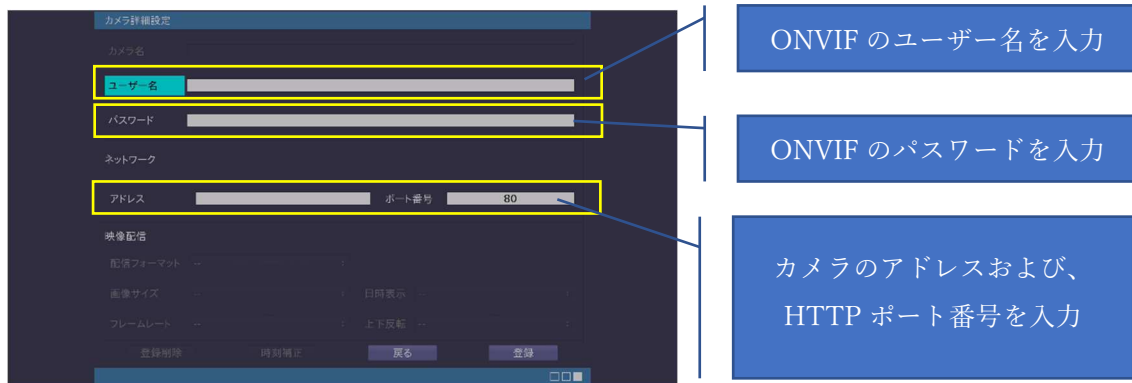 カメラ詳細設定
カメラ名
ユーザー名
パスワード
ネットワーク
アドレス ポート番号 80
映像配信
配信フォーマット --
画像サイズ -- 日時表示 --
フレームレート -- 上下反転 --
登録削除 時刻補正 戻る 登録
ONVIF のユーザー名を入力
ONVIF のパスワードを入力
カメラのアドレスおよび、
HTTP ポート番号を入力